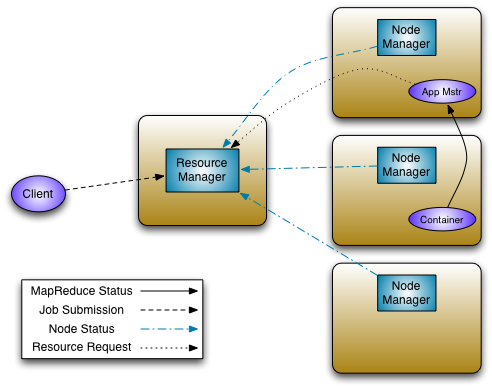 Node
Manager
App Mstr
Resource
Manager
Node
Manager
Client
Container
Node
Manager
MapReduce Status
Job Submission
Node Status
Resource Request